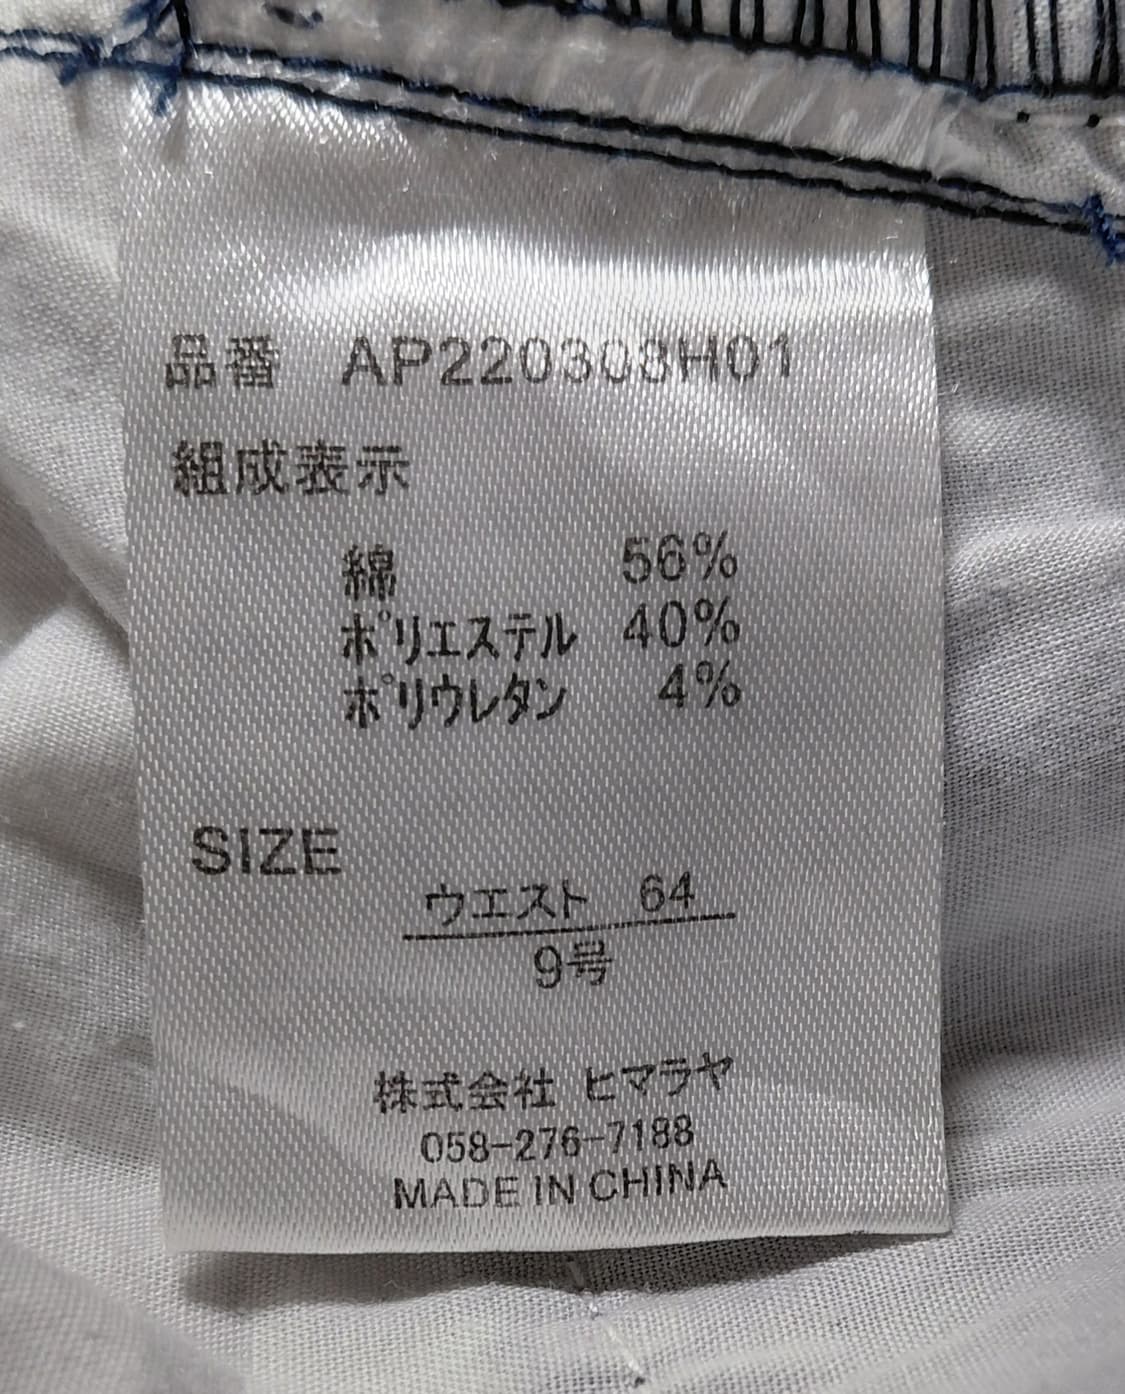 品番 AP220303H01
組成表示
綿 56%
ポリエステル 40%
ポリウレタン 4%
SIZE
ウエスト 64
9号
株式会社 ヒマラヤ
058-276-7188
MADE IN CHINA